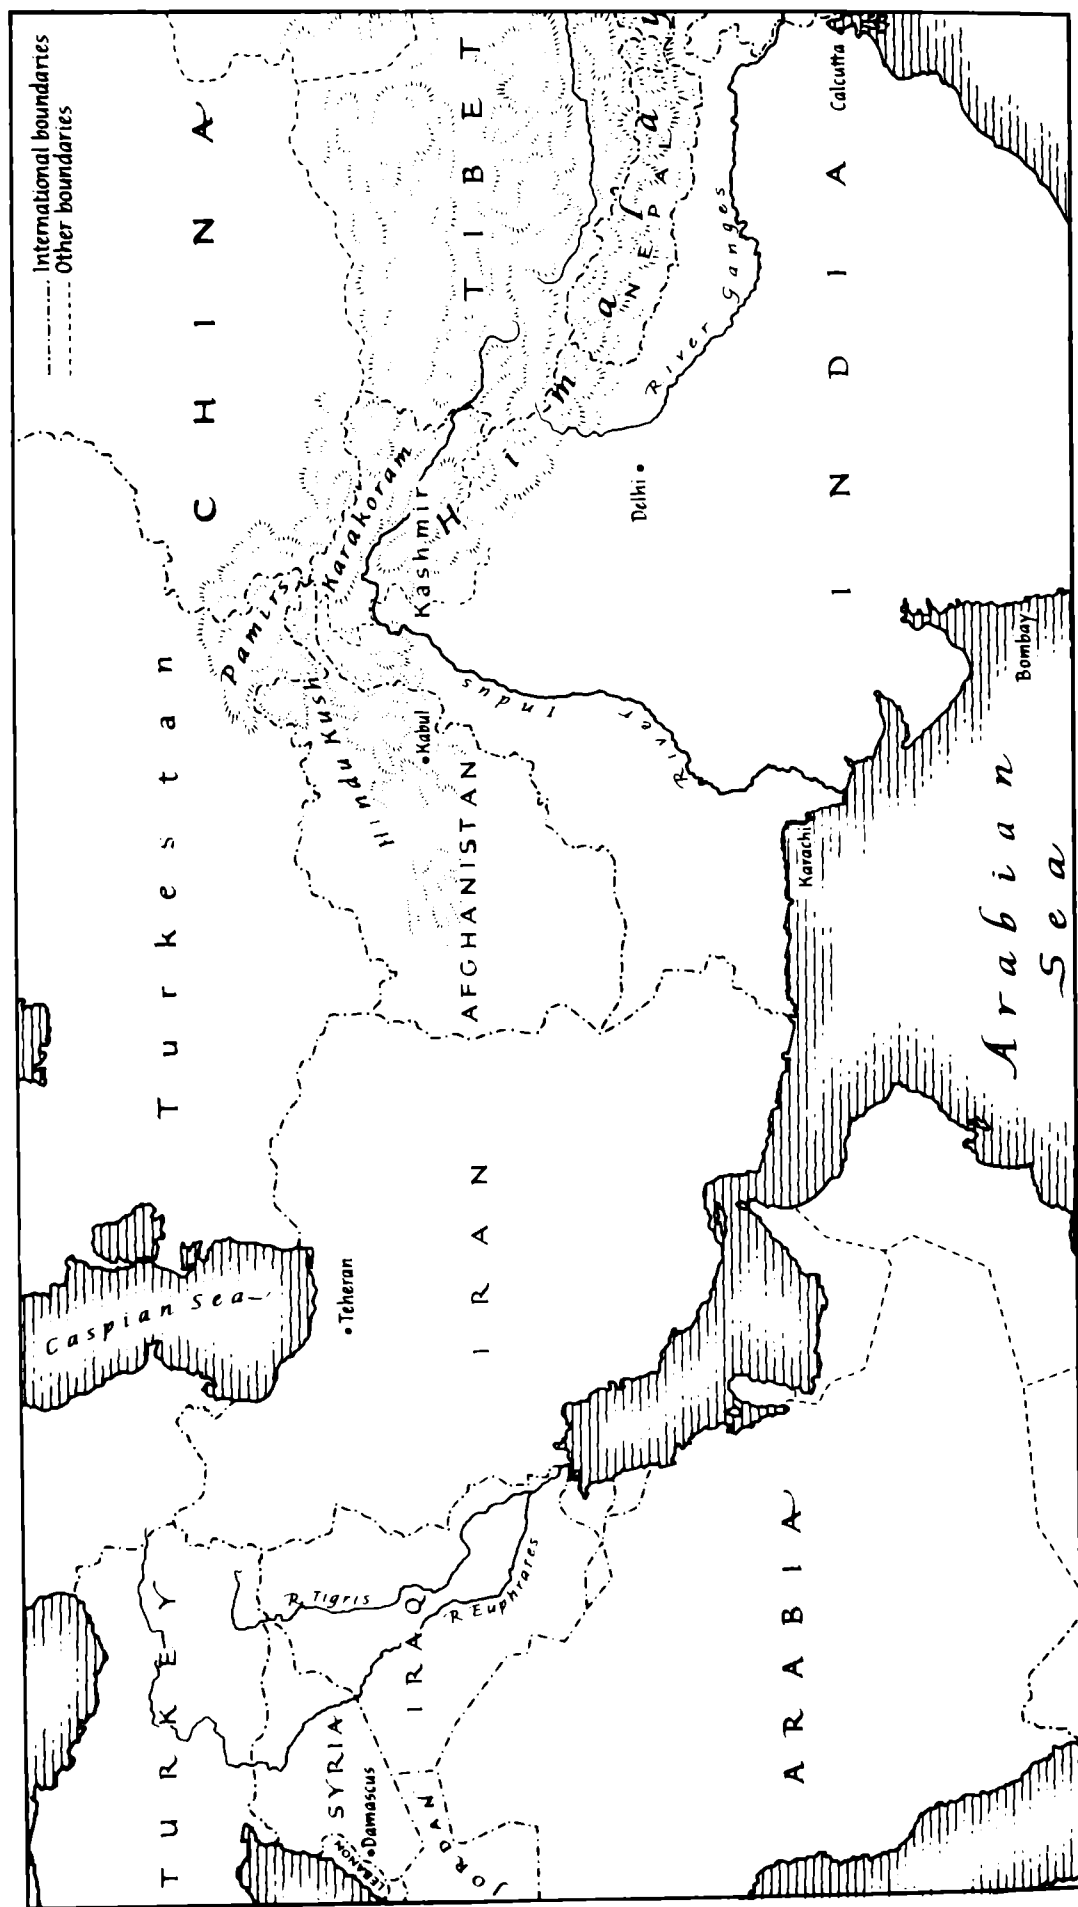 International boundaries
Other boundaries
TURKEY
Caspian Sea
Turkestan
CHINA
Pamirs
Hindu Kush
Karakoram
Kashmir
TIBET
Himalay
NEPAL
R Tigris
R Euphrates
IRAQ
SYRIA
LEBANON
Damascus
JORDAN
Teheran
IRAN
AFGHANISTAN
Kabul
River Indus
Delhi
River Ganges
INDIA
Calcutta
Karachi
Bombay
ARABIA
Arabian
Sea